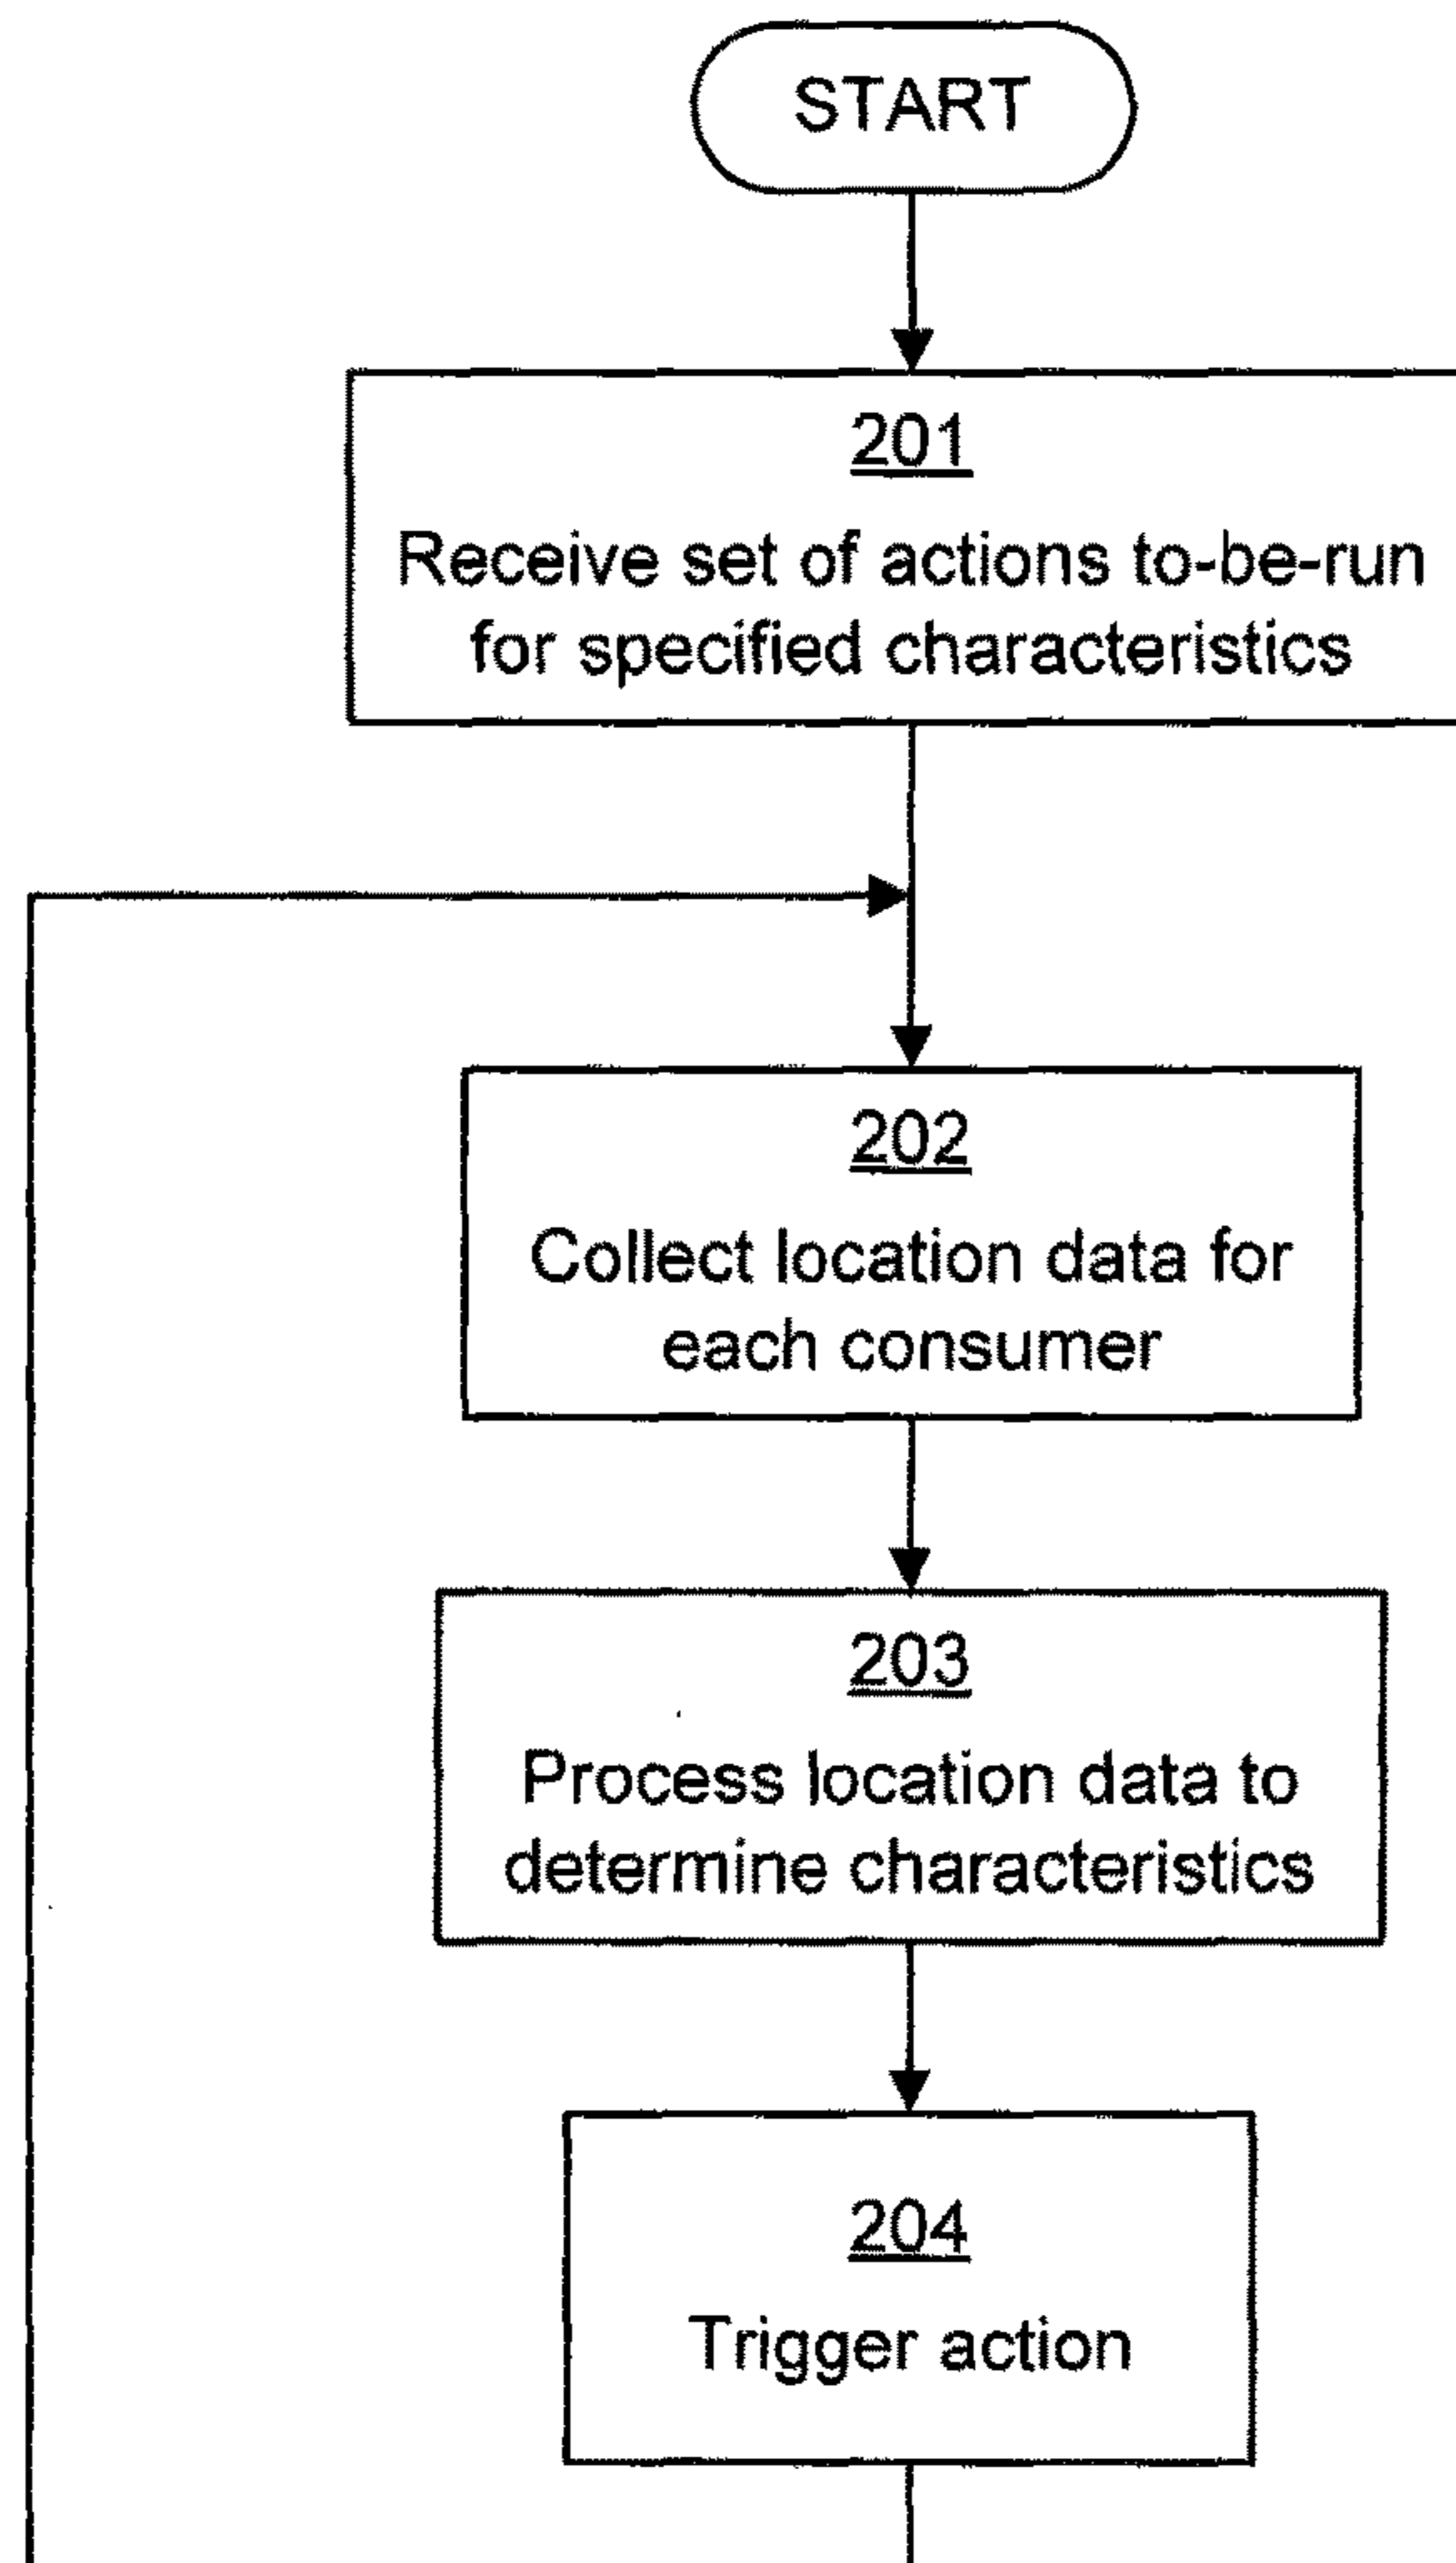 START
201
Receive set of actions to-be-run
for specified characteristics
202
Collect location data for
each consumer
203
Process location data to
determine characteristics
204
Trigger action